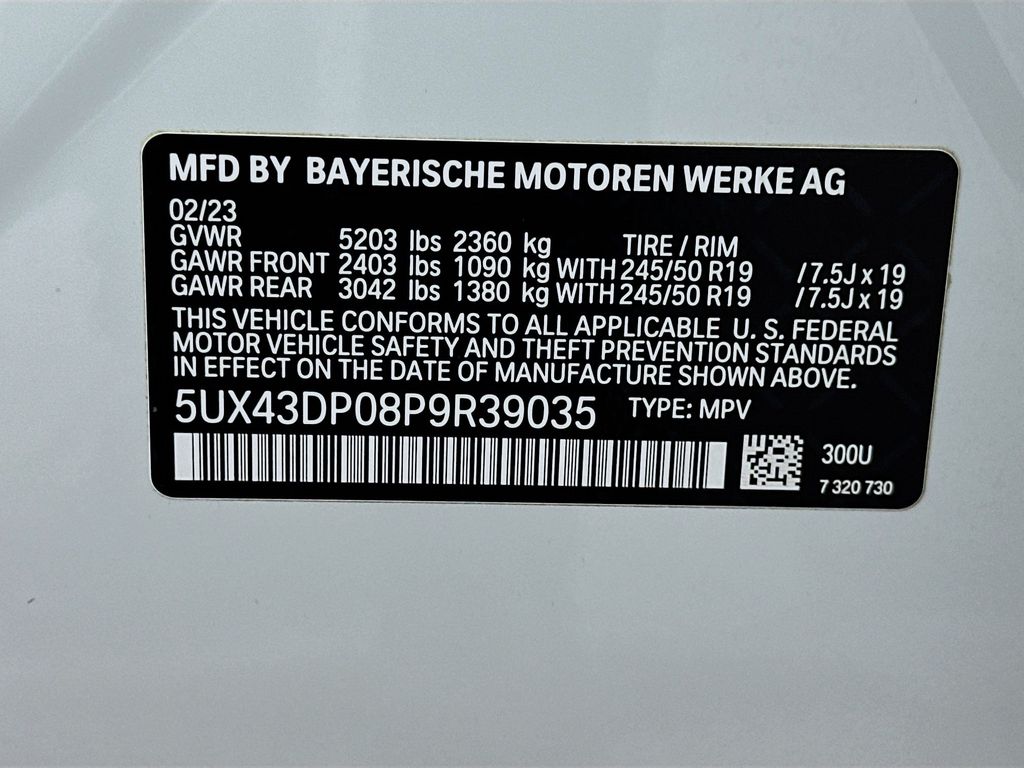 MFD BY BAYERISCHE MOTOREN WERKE AG
02/23
GVWR 5203 lbs 2360 kg TIRE / RIM
GAWR FRONT 2403 lbs 1090 kg WITH 245/50 R19 / 7.5J x 19
GAWR REAR 3042 lbs 1380 kg WITH 245/50 R19 / 7.5J x 19
THIS VEHICLE CONFORMS TO ALL APPLICABLE U. S. FEDERAL
MOTOR VEHICLE SAFETY AND THEFT PREVENTION STANDARDS
IN EFFECT ON THE DATE OF MANUFACTURE SHOWN ABOVE.
5UX43DP08P9R39035 TYPE: MPV
300U
7 320 730